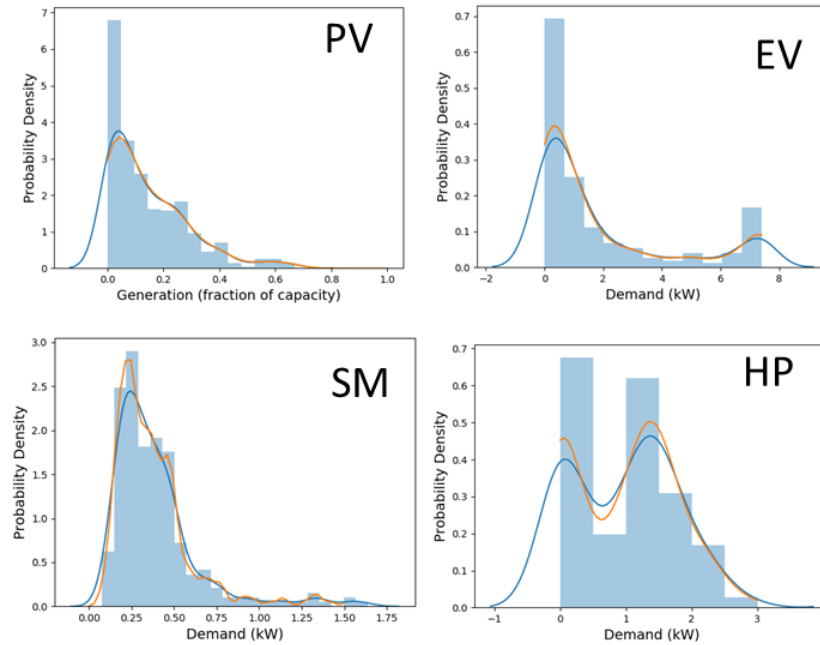 PV
7
6
5
4
3
2
1
0
Probability Density
0.0 0.2 0.4 0.6 0.8 1.0
Generation (fraction of capacity)
EV
0.7
0.6
0.5
0.4
0.3
0.2
0.1
0.0
Probability Density
−2 0 2 4 6 8
Demand (kW)
SM
3.0
2.5
2.0
1.5
1.0
0.5
0.0
Probability Density
0.00 0.25 0.50 0.75 1.00 1.25 1.50 1.75
Demand (kW)
HP
0.7
0.6
0.5
0.4
0.3
0.2
0.1
0.0
Probability Density
−1 0 1 2 3
Demand (kW)